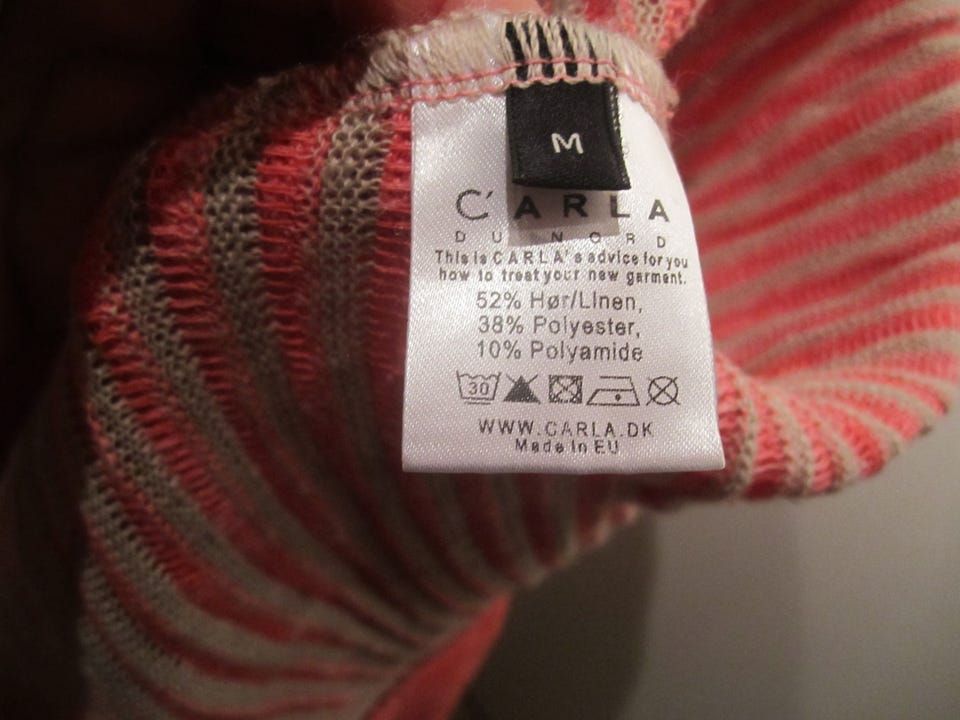 M
C'ARLA
DU NORD
This is CARLA's advice for you
how to treat your new garment.
52% Hør/Linen,
38% Polyester,
10% Polyamide
30
WWW.CARLA.DK
Made in EU